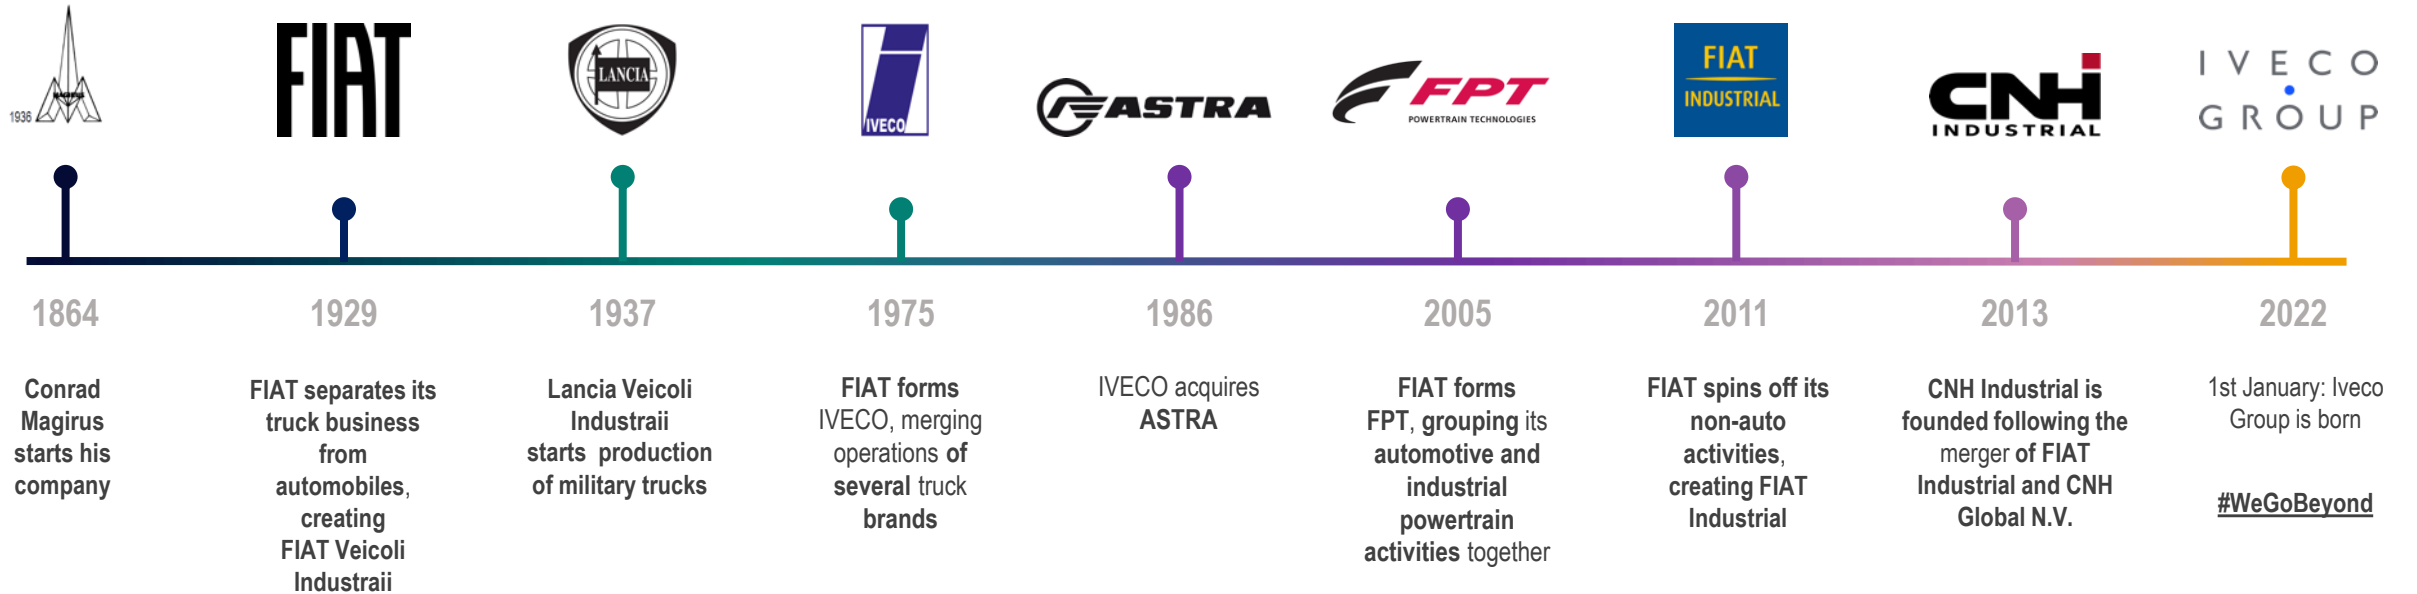 1936
MAGIRUS
FIAT
LANCIA
IVECO
ASTRA
FPT
POWERTRAIN TECHNOLOGIES
FIAT
INDUSTRIAL
CNH
INDUSTRIAL
IVECO
GROUP
1864
Conrad
Magirus
starts his
company
1929
FIAT separates its
truck business
from
automobiles,
creating
FIAT Veicoli
Industraii
1937
Lancia Veicoli
Industraii
starts production
of military trucks
1975
FIAT forms
IVECO, merging
operations of
several truck
brands
1986
IVECO acquires
ASTRA
2005
FIAT forms
FPT, grouping its
automotive and
industrial
powertrain
activities together
2011
FIAT spins off its
non-auto
activities,
creating FIAT
Industrial
2013
CNH Industrial is
founded following the
merger of FIAT
Industrial and CNH
Global N.V.
2022
1st January: Iveco
Group is born
#WeGoBeyond